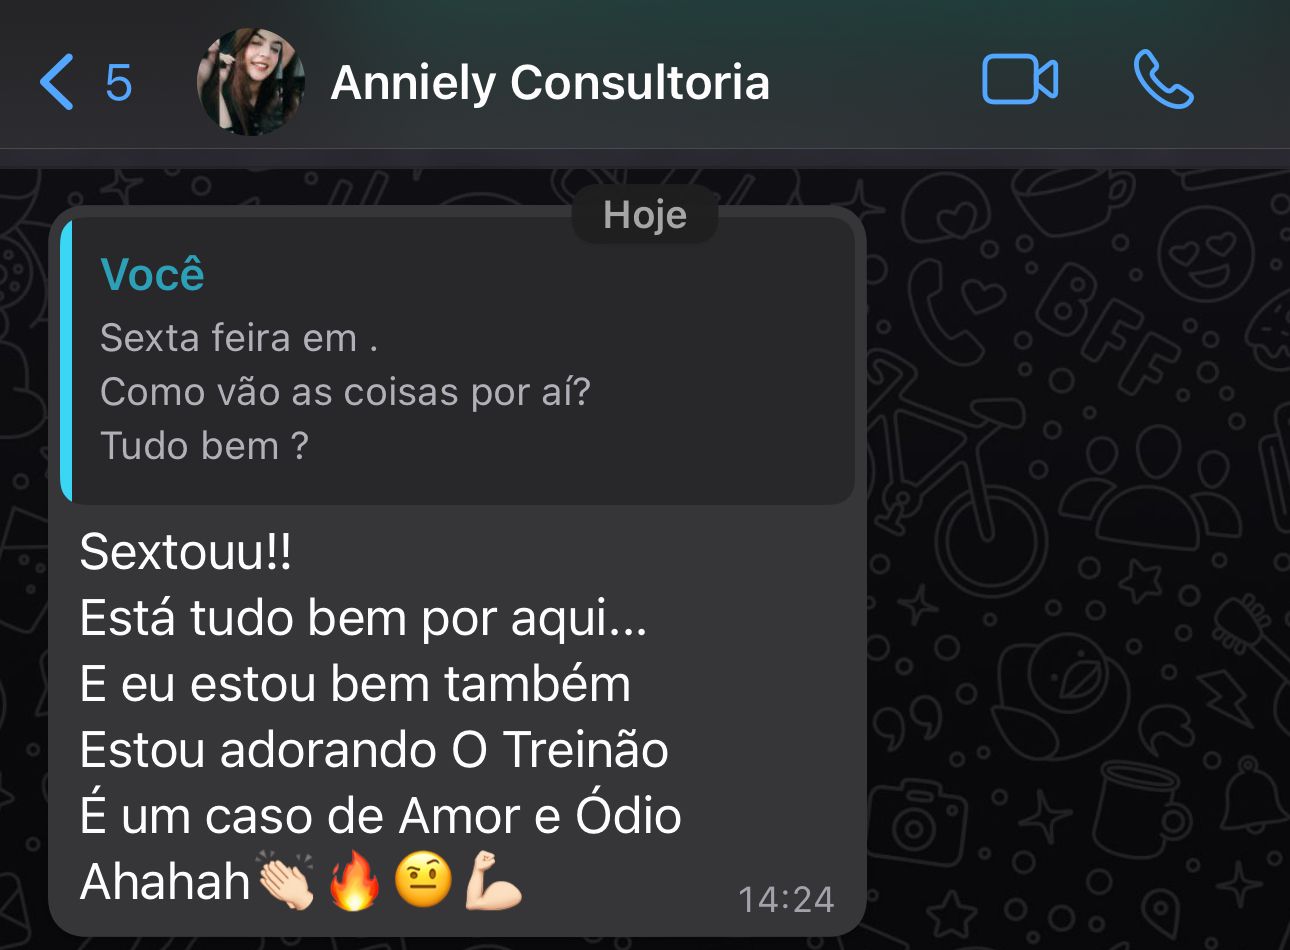 5
Anniely Consultoria
Hoje
Você
Sexta feira em .
Como vão as coisas por aí?
Tudo bem ?
Sextouu!!
Está tudo bem por aqui...
E eu estou bem também
Estou adorando O Treinão
É um caso de Amor e Ódio
Ahahah👏🏻🔥🤨💪🏻
14:24
BFF